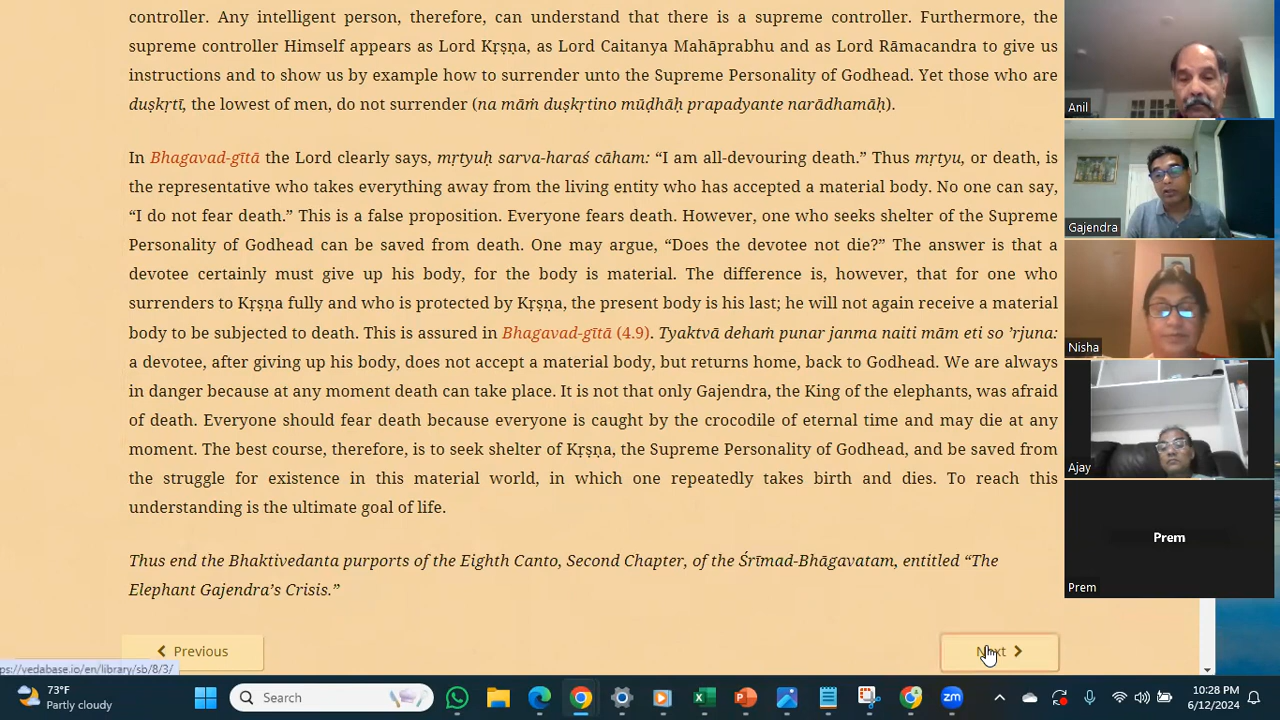 controller. Any intelligent person, therefore, can understand that there is a supreme controller. Furthermore, the
supreme controller Himself appears as Lord Kṛṣṇa, as Lord Caitanya Mahāprabhu and as Lord Rāmacandra to give us
instructions and to show us by example how to surrender unto the Supreme Personality of Godhead. Yet those who are
duṣkṛtī, the lowest of men, do not surrender (na māṁ duṣkṛtino mūḍhāḥ prapadyante narādhamāḥ).
In Bhagavad-gītā the Lord clearly says, mṛtyuḥ sarva-haraś cāham: “I am all-devouring death.” Thus mṛtyu, or death, is
the representative who takes everything away from the living entity who has accepted a material body. No one can say,
“I do not fear death.” This is a false proposition. Everyone fears death. However, one who seeks shelter of the Supreme
Personality of Godhead can be saved from death. One may argue, “Does the devotee not die?” The answer is that a
devotee certainly must give up his body, for the body is material. The difference is, however, that for one who
surrenders to Kṛṣṇa fully and who is protected by Kṛṣṇa, the present body is his last; he will not again receive a material
body to be subjected to death. This is assured in Bhagavad-gītā (4.9). Tyaktvā dehaṁ punar janma naiti mām eti so ’rjuna:
a devotee, after giving up his body, does not accept a material body, but returns home, back to Godhead. We are always
in danger because at any moment death can take place. It is not that only Gajendra, the King of the elephants, was afraid
of death. Everyone should fear death because everyone is caught by the crocodile of eternal time and may die at any
moment. The best course, therefore, is to seek shelter of Kṛṣṇa, the Supreme Personality of Godhead, and be saved from
the struggle for existence in this material world, in which one repeatedly takes birth and dies. To reach this
understanding is the ultimate goal of life.
Thus end the Bhaktivedanta purports of the Eighth Canto, Second Chapter, of the Śrīmad-Bhāgavatam, entitled “The
Elephant Gajendra’s Crisis.”
Previous
Next
ps://vedabase.io/en/library/sb/8/3/
Anil
Gajendra
Nisha
Ajay
Prem
Prem
73°F
Partly cloudy
Search
zm
10:28 PM
6/12/2024